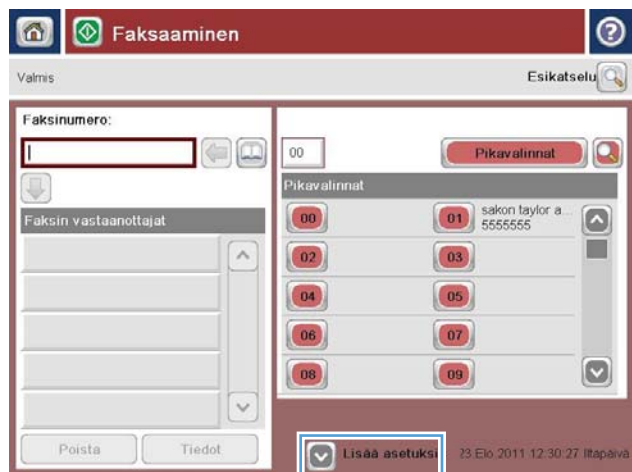 Faksaaminen
Valmis
Esikatselu
Faksinumero:
00
Pikavalinnat
Pikavalinnat
Faksin vastaanottajat
00
01 sakon taylor a...
5555555
02
03
04
05
06
07
08
09
Poista
Tiedot
Lisää asetuksi
23 Elo 2011 12:30:27 Iltapäivä